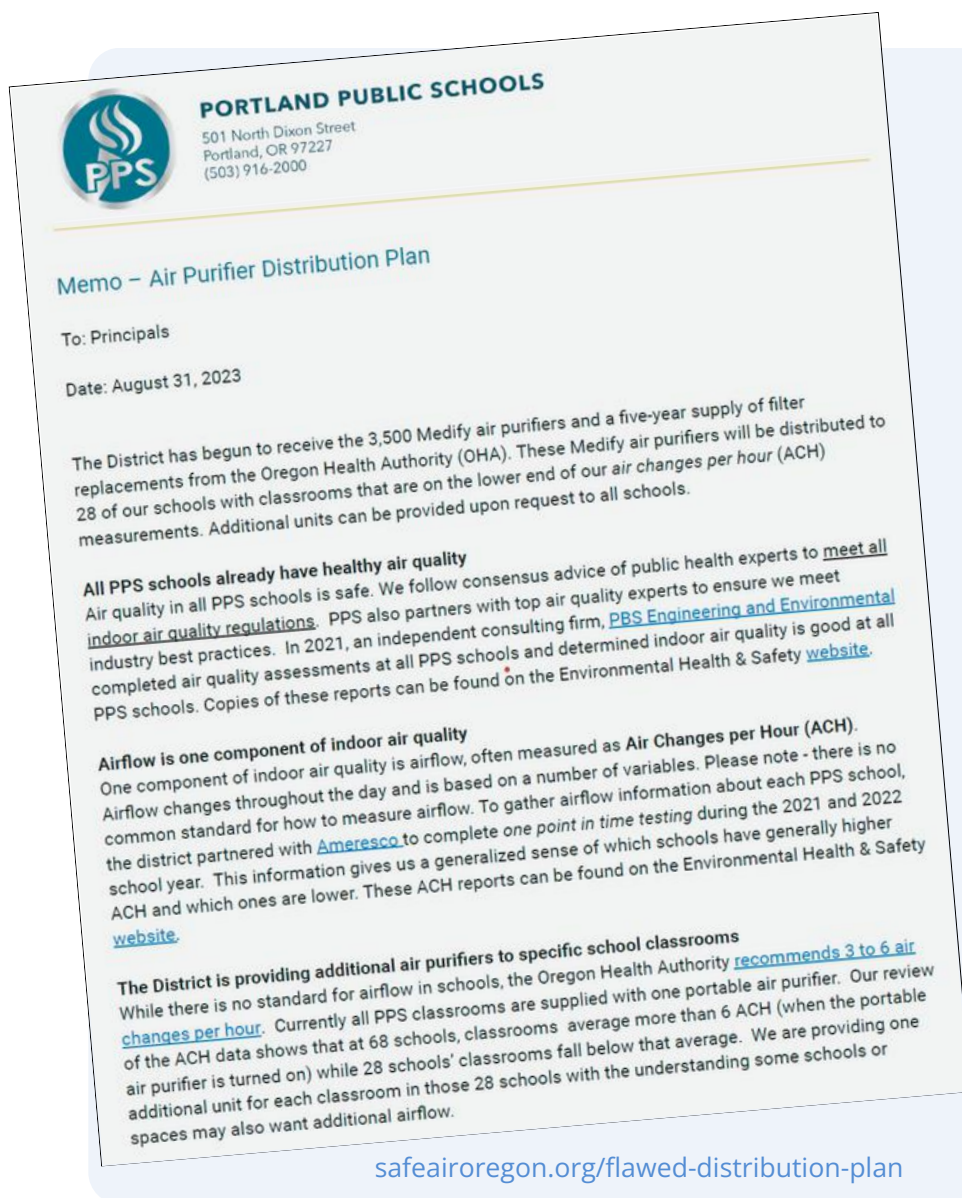 PPS
PORTLAND PUBLIC SCHOOLS
501 North Dixon Street
Portland, OR 97227
(503) 916-2000
Memo – Air Purifier Distribution Plan
To: Principals
Date: August 31, 2023
The District has begun to receive the 3,500 Medify air purifiers and a five-year supply of filter
replacements from the Oregon Health Authority (OHA). These Medify air purifiers will be distributed to
28 of our schools with classrooms that are on the lower end of our air changes per hour (ACH)
measurements. Additional units can be provided upon request to all schools.
All PPS schools already have healthy air quality
Air quality in all PPS schools is safe. We follow consensus advice of public health experts to meet all
indoor air quality regulations. PPS also partners with top air quality experts to ensure we meet
industry best practices. In 2021, an independent consulting firm, PBS Engineering and Environmental
completed air quality assessments at all PPS schools and determined indoor air quality is good at all
PPS schools. Copies of these reports can be found on the Environmental Health & Safety website.
Airflow is one component of indoor air quality
One component of indoor air quality is airflow, often measured as Air Changes per Hour (ACH).
Airflow changes throughout the day and is based on a number of variables. Please note - there is no
common standard for how to measure airflow. To gather airflow information about each PPS school,
the district partnered with Ameresco to complete one point in time testing during the 2021 and 2022
school year. This information gives us a generalized sense of which schools have generally higher
ACH and which ones are lower. These ACH reports can be found on the Environmental Health & Safety
website.
The District is providing additional air purifiers to specific school classrooms
While there is no standard for airflow in schools, the Oregon Health Authority recommends 3 to 6 air
changes per hour. Currently all PPS classrooms are supplied with one portable air purifier. Our review
of the ACH data shows that at 68 schools, classrooms average more than 6 ACH (when the portable
air purifier is turned on) while 28 schools' classrooms fall below that average. We are providing one
additional unit for each classroom in those 28 schools with the understanding some schools or
spaces may also want additional airflow.
safeairoregon.org/flawed-distribution-plan